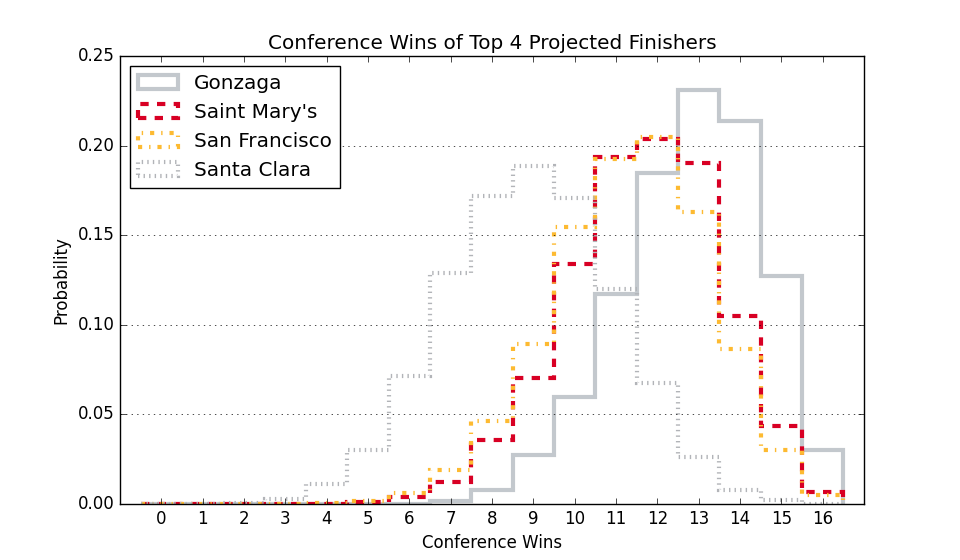 Conference Wins of Top 4 Projected Finishers
Gonzaga
Saint Mary's
San Francisco
Santa Clara
Probability
0.25
0.20
0.15
0.10
0.05
0.00
0 1 2 3 4 5 6 7 8 9 10 11 12 13 14 15 16
Conference Wins